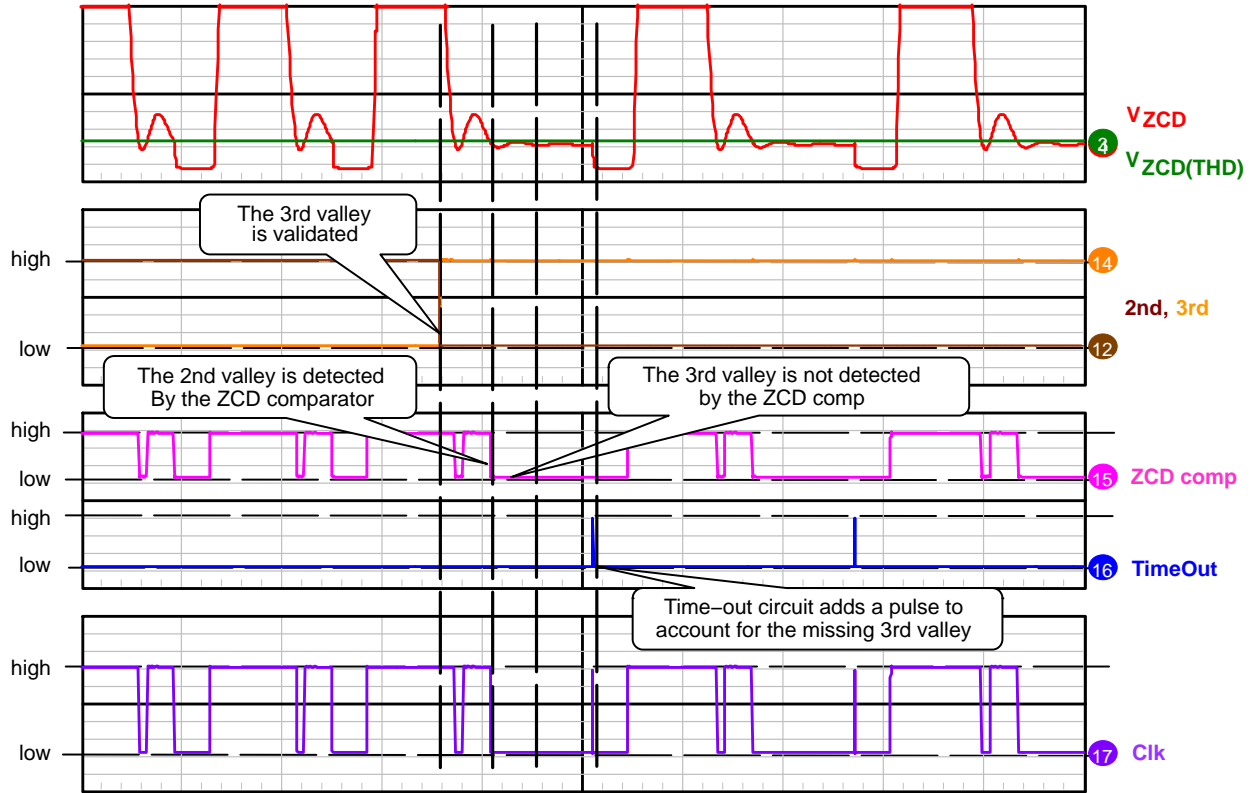 VZCD
3
4
VZCD(THD)
The 3rd valley
is validated
high
14
2nd, 3rd
low
12
The 2nd valley is detected
By the ZCD comparator
The 3rd valley is not detected
by the ZCD comp
high
low
15 ZCD comp
high
low
16 TimeOut
Time−out circuit adds a pulse to
account for the missing 3rd valley
high
low
17 Clk